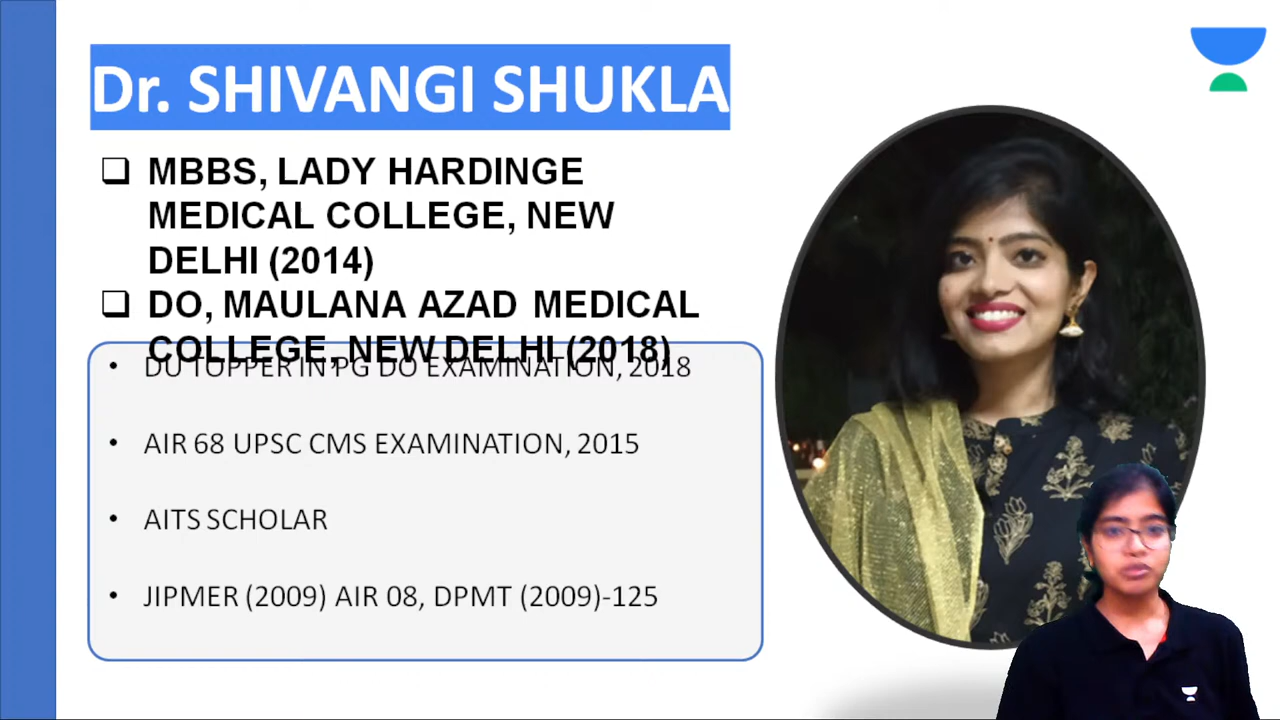 Dr. SHIVANGI SHUKLA
❑ MBBS, LADY HARDINGE
MEDICAL COLLEGE, NEW
DELHI (2014)
❑ DO, MAULANA AZAD MEDICAL
COLLEGE, NEW DELHI (2018)
• DU TOPPER IN PG DO EXAMINATION, 2018
• AIR 68 UPSC CMS EXAMINATION, 2015
• AITS SCHOLAR
• JIPMER (2009) AIR 08, DPMT (2009)-125